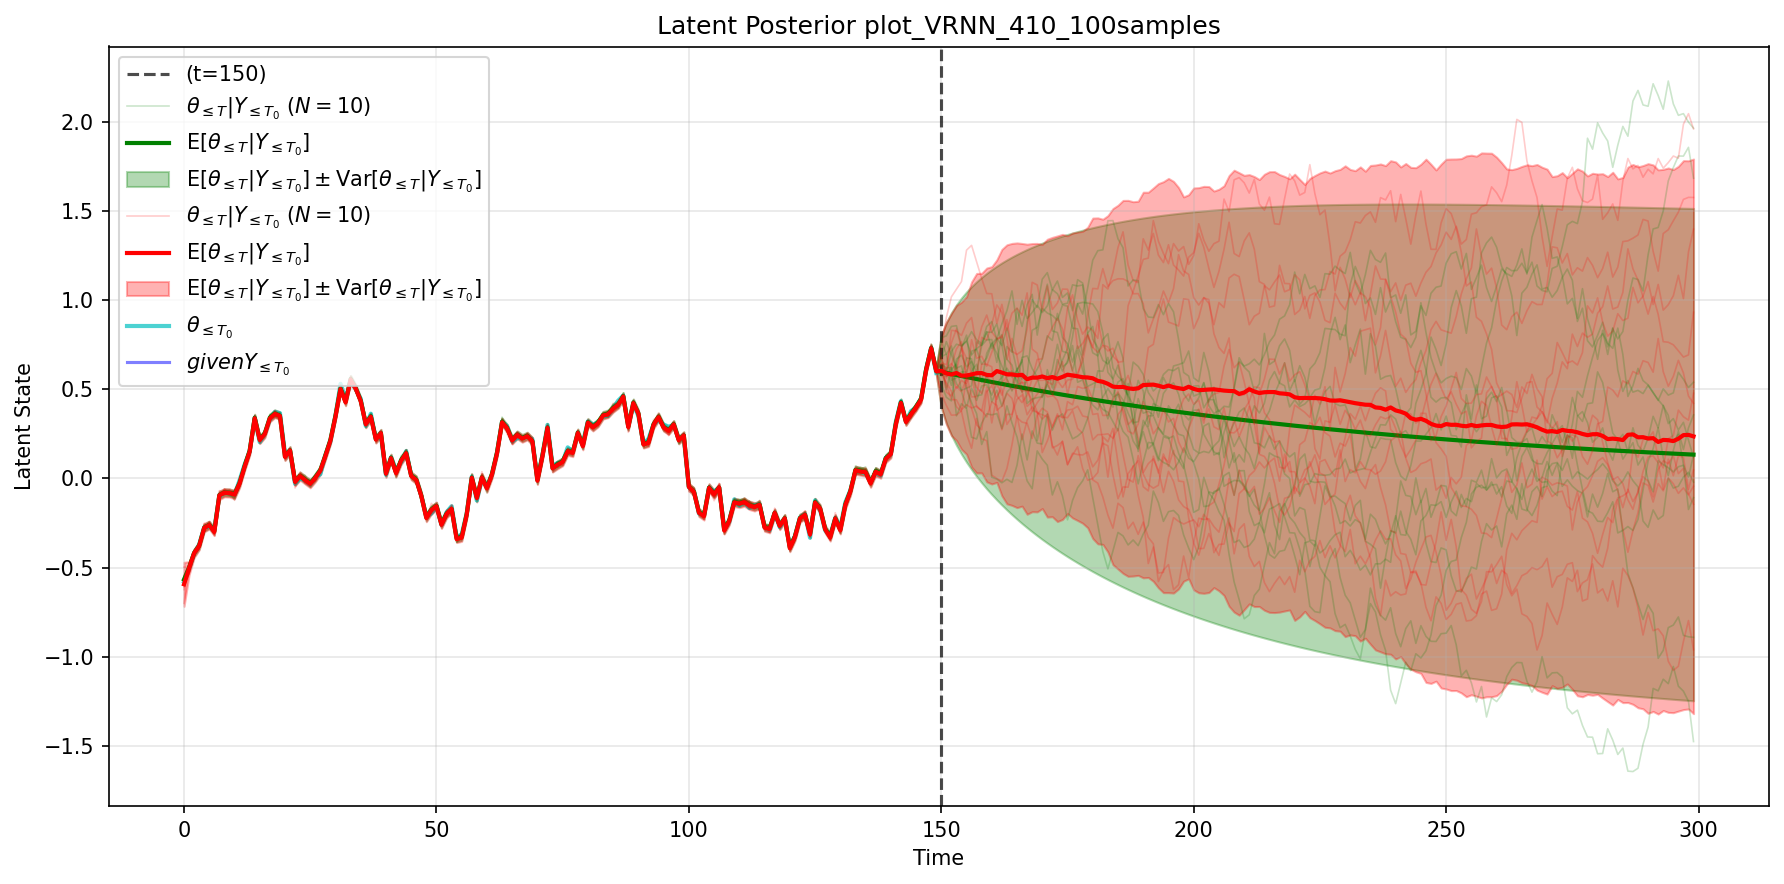 Latent Posterior plot_VRNN_410_100samples
(t=150)
θ≤T|Y≤T₀ (N = 10)
E[θ≤T|Y≤T₀]
E[θ≤T|Y≤T₀] ± Var[θ≤T|Y≤T₀]
θ≤T|Y≤T₀ (N = 10)
E[θ≤T|Y≤T₀]
E[θ≤T|Y≤T₀] ± Var[θ≤T|Y≤T₀]
θ≤T₀
givenY≤T₀
Latent State
2.0
1.5
1.0
0.5
0.0
−0.5
−1.0
−1.5
0 50 100 150 200 250 300
Time